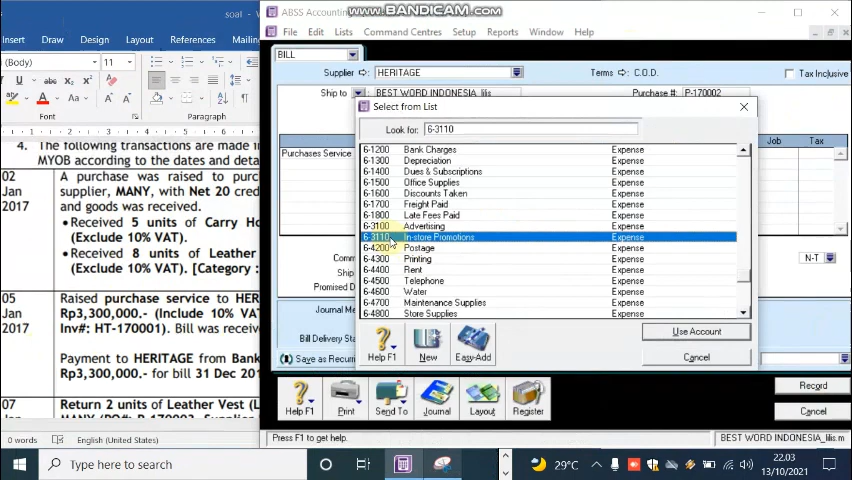 soal
ABSS Accounting
www.BANDICAM.com
Insert Draw Design Layout References
File Edit Lists Command Centres Setup Reports Window Help
BILL
(Body) 11
Supplier HERITAGE Terms : C.O.D. Tax Inclusive
Ship to BEST WORD INDONESIA_lilis Purchase #: P-170002
Select from List
Look for: 6-3110
Font Paragraph
Job Tax
Purchases Service
6-1200 Bank Charges Expense
6-1300 Depreciation Expense
6-1400 Dues & Subscriptions Expense
6-1500 Office Supplies Expense
6-1600 Discounts Taken Expense
6-1700 Freight Paid Expense
6-1800 Late Fees Paid Expense
6-3100 Advertising Expense
6-3110 In-store Promotions Expense
6-4200 Postage Expense
6-4300 Printing Expense
6-4400 Rent Expense
6-4500 Telephone Expense
6-4600 Water Expense
6-4700 Maintenance Supplies Expense
6-4800 Store Supplies Expense
N-T
4. The following transactions are made in
MYOB according to the dates and detai
02 A purchase was raised to purc
Jan supplier, MANY, with Net 20 cred
2017 and goods was received.
• Received 5 units of Carry Ho
(Exclude 10% VAT).
• Received 8 units of Leather
(Exclude 10% VAT). [Category :
05 Raised purchase service to HER
Jan Rp3,300,000.- (Include 10% VA
2017 Inv#: HT-170001). Bill was receiv
Payment to HERITAGE from Bank
Rp3,300,000.- for bill 31 Dec 201
07 Return 2 units of Leather Vest (L
Jan
Ship
Promised D
Journal Me
Bill Delivery Stat
Save as Recurri
Help F1 New Easy-Add
Use Account
Cancel
Help F1 Print Send To Journal Layout Register
Record
Cancel
0 words English (United States)
Press F1 to get help. BEST WORD INDONESIA_lilis.m
Type here to search
29°C
22.03
13/10/2021